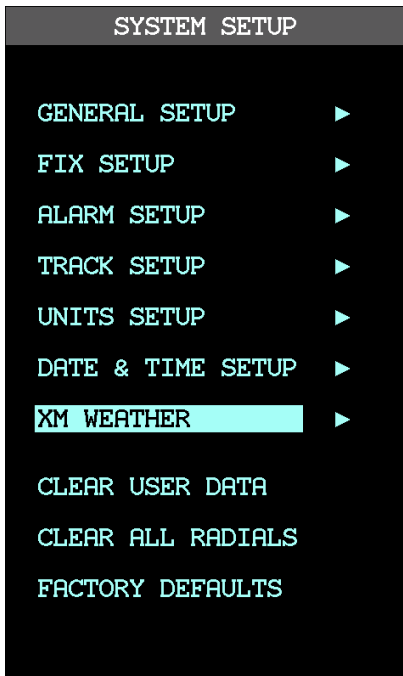 SYSTEM SETUP
GENERAL SETUP
FIX SETUP
ALARM SETUP
TRACK SETUP
UNITS SETUP
DATE & TIME SETUP
XM WEATHER
CLEAR USER DATA
CLEAR ALL RADIALS
FACTORY DEFAULTS